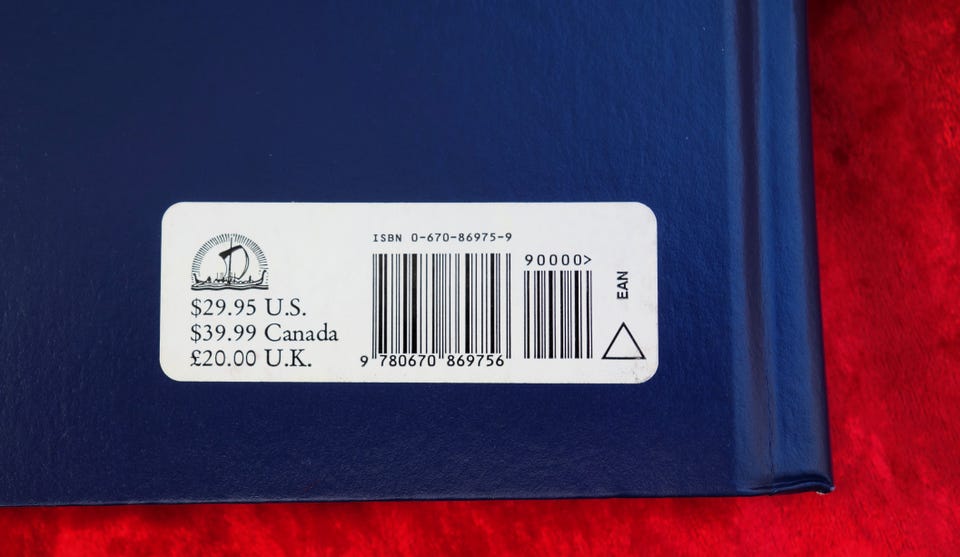 ISBN 0-670-86975-9
90000>
EAN
$29.95 U.S.
$39.99 Canada
£20.00 U.K.
9 780670 869756